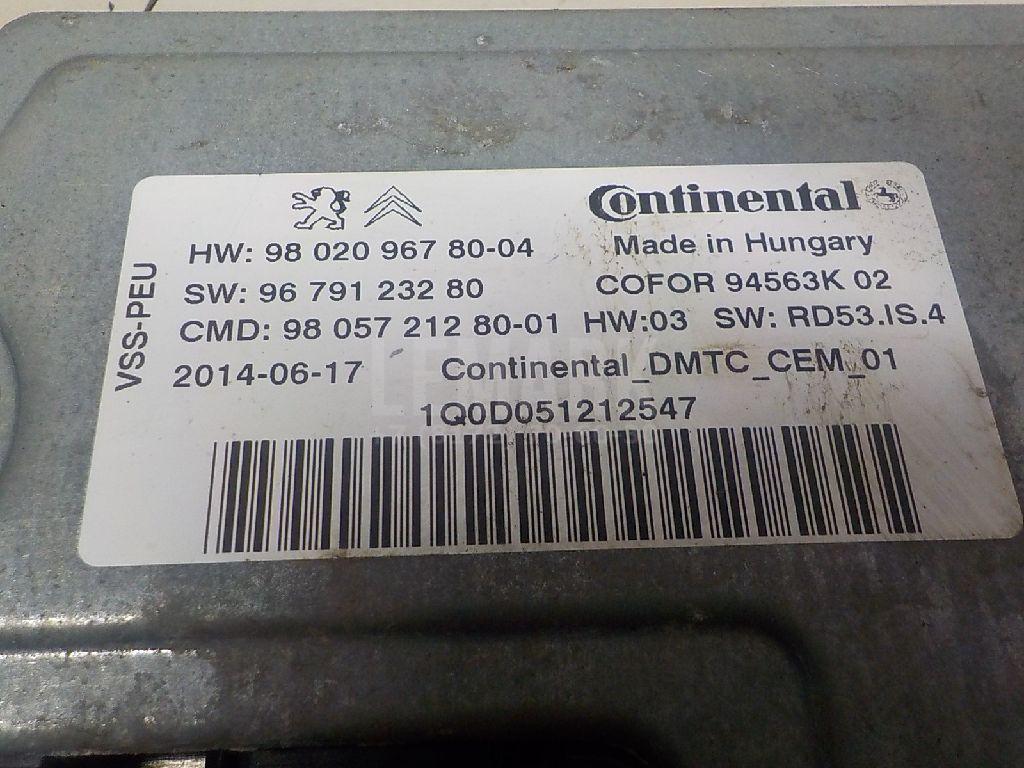 Continental
HW: 98 020 967 80-04
Made in Hungary
SW: 96 791 232 80
COFOR 94563K 02
CMD: 98 057 212 80-01 HW:03 SW: RD53.IS.4
2014-06-17 Continental_DMTC_CEM_01
1Q0D051212547
VSS-PEU